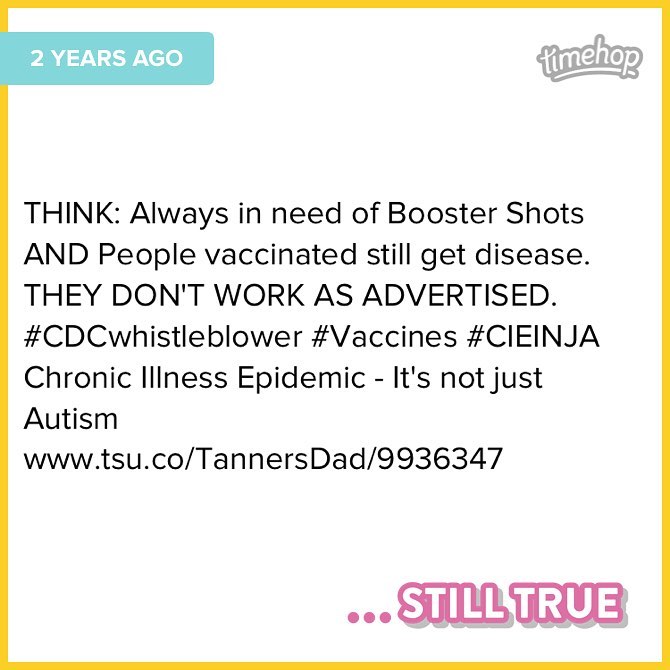 2 YEARS AGO
timehop
THINK: Always in need of Booster Shots
AND People vaccinated still get disease.
THEY DON'T WORK AS ADVERTISED.
#CDCwhistleblower #Vaccines #CIEINJA
Chronic Illness Epidemic - It's not just
Autism
www.tsu.co/TannersDad/9936347
... STILL TRUE